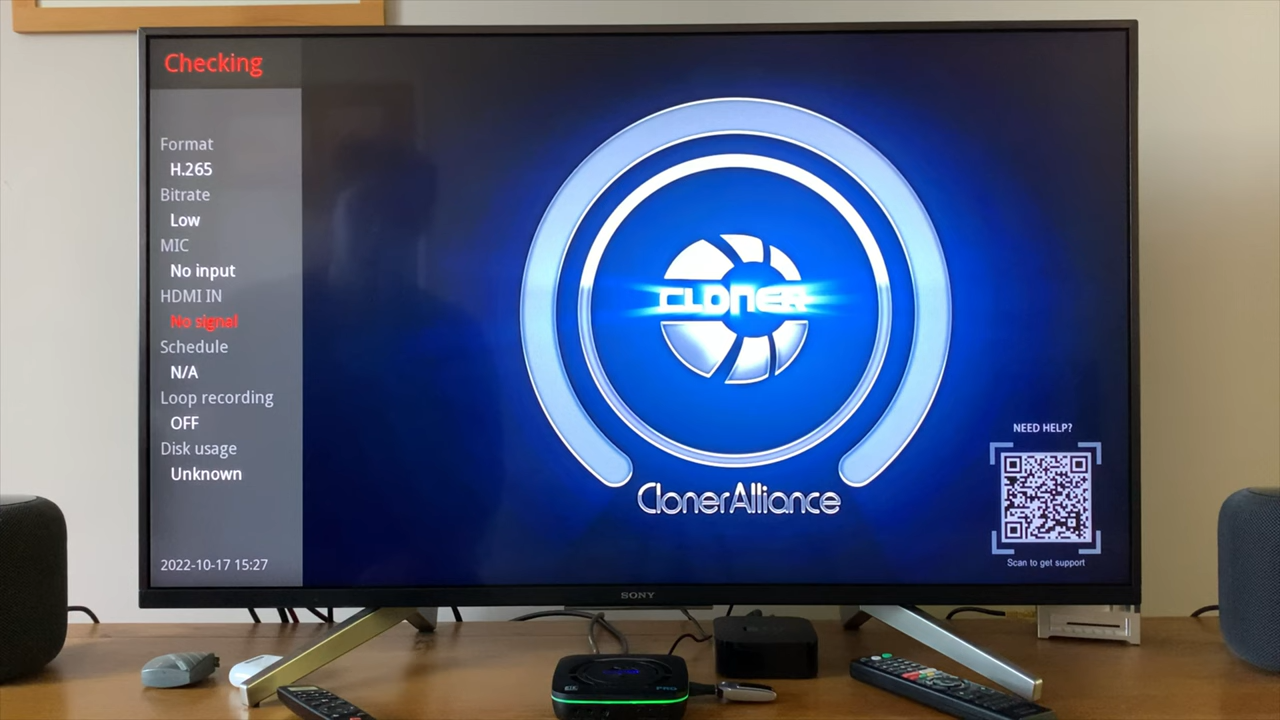 Checking
Format
H.265
Bitrate
Low
MIC
No input
HDMI IN
No signal
Schedule
N/A
Loop recording
OFF
Disk usage
Unknown
2022-10-17 15:27
CLONER
ClonerAlliance
NEED HELP?
Scan to get support
SONY
PRO